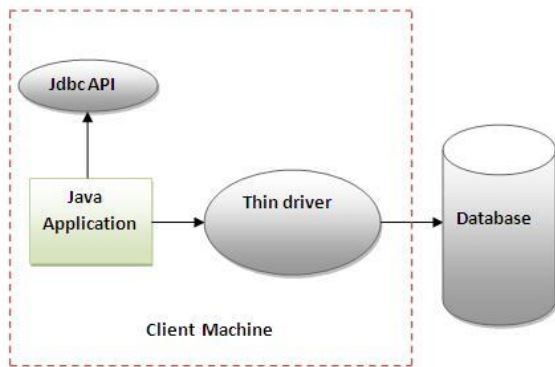 Jdbc API
Java
Application
Thin driver
Database
Client Machine